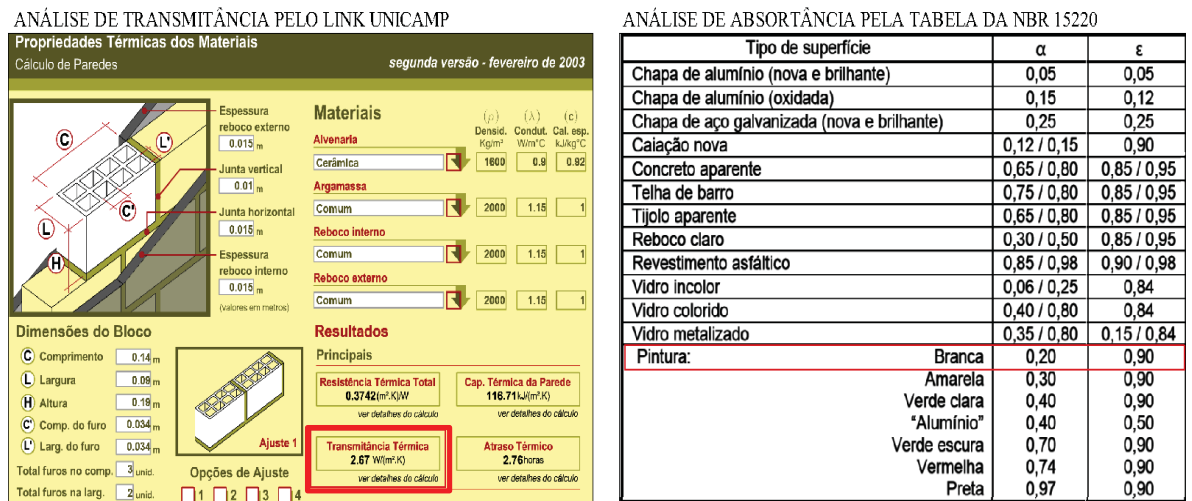 ANÁLISE DE TRANSMITÂNCIA PELO LINK UNICAMP
Propriedades Térmicas dos Materiais
Cálculo de Paredes
segunda versão - fevereiro de 2003
C
L'
C'
L
H
Espessura
reboco externo
0.015 m
Junta vertical
0.01 m
Junta horizontal
0.015 m
Espessura
reboco interno
0.015 m
(valores em metros)
Materiais
(ρ) (λ) (c)
Densid. Condut. Cal. esp.
Kg/m³ W/m°C kJ/kg°C
Alvenaria
Cerâmica 1600 0.9 0.92
Argamassa
Comum 2000 1.15 1
Reboco interno
Comum 2000 1.15 1
Reboco externo
Comum 2000 1.15 1
Dimensões do Bloco
C Comprimento 0.14 m
L Largura 0.09 m
H Altura 0.19 m
C' Comp. do furo 0.034 m
L' Larg. do furo 0.034 m
Total furos no comp. 3 unid.
Total furos na larg. 2 unid.
Ajuste 1
Opções de Ajuste
1 2 3 4
Resultados
Principais
Resistência Térmica Total
0.3742(m².K)/W
ver detalhes do cálculo
Cap. Térmica da Parede
116.71kJ/(m².K)
ver detalhes do cálculo
Transmitância Térmica
2.67 W/(m².K)
ver detalhes do cálculo
Atraso Térmico
2.76horas
ver detalhes do cálculo
ANÁLISE DE ABSORTÂNCIA PELA TABELA DA NBR 15220
Tipo de superfície α ε
Chapa de alumínio (nova e brilhante) 0,05 0,05
Chapa de alumínio (oxidada) 0,15 0,12
Chapa de aço galvanizada (nova e brilhante) 0,25 0,25
Caiação nova 0,12 / 0,15 0,90
Concreto aparente 0,65 / 0,80 0,85 / 0,95
Telha de barro 0,75 / 0,80 0,85 / 0,95
Tijolo aparente 0,65 / 0,80 0,85 / 0,95
Reboco claro 0,30 / 0,50 0,85 / 0,95
Revestimento asfáltico 0,85 / 0,98 0,90 / 0,98
Vidro incolor 0,06 / 0,25 0,84
Vidro colorido 0,40 / 0,80 0,84
Vidro metalizado 0,35 / 0,80 0,15 / 0,84
Pintura: Branca 0,20 0,90
Amarela 0,30 0,90
Verde clara 0,40 0,90
“Alumínio” 0,40 0,50
Verde escura 0,70 0,90
Vermelha 0,74 0,90
Preta 0,97 0,90